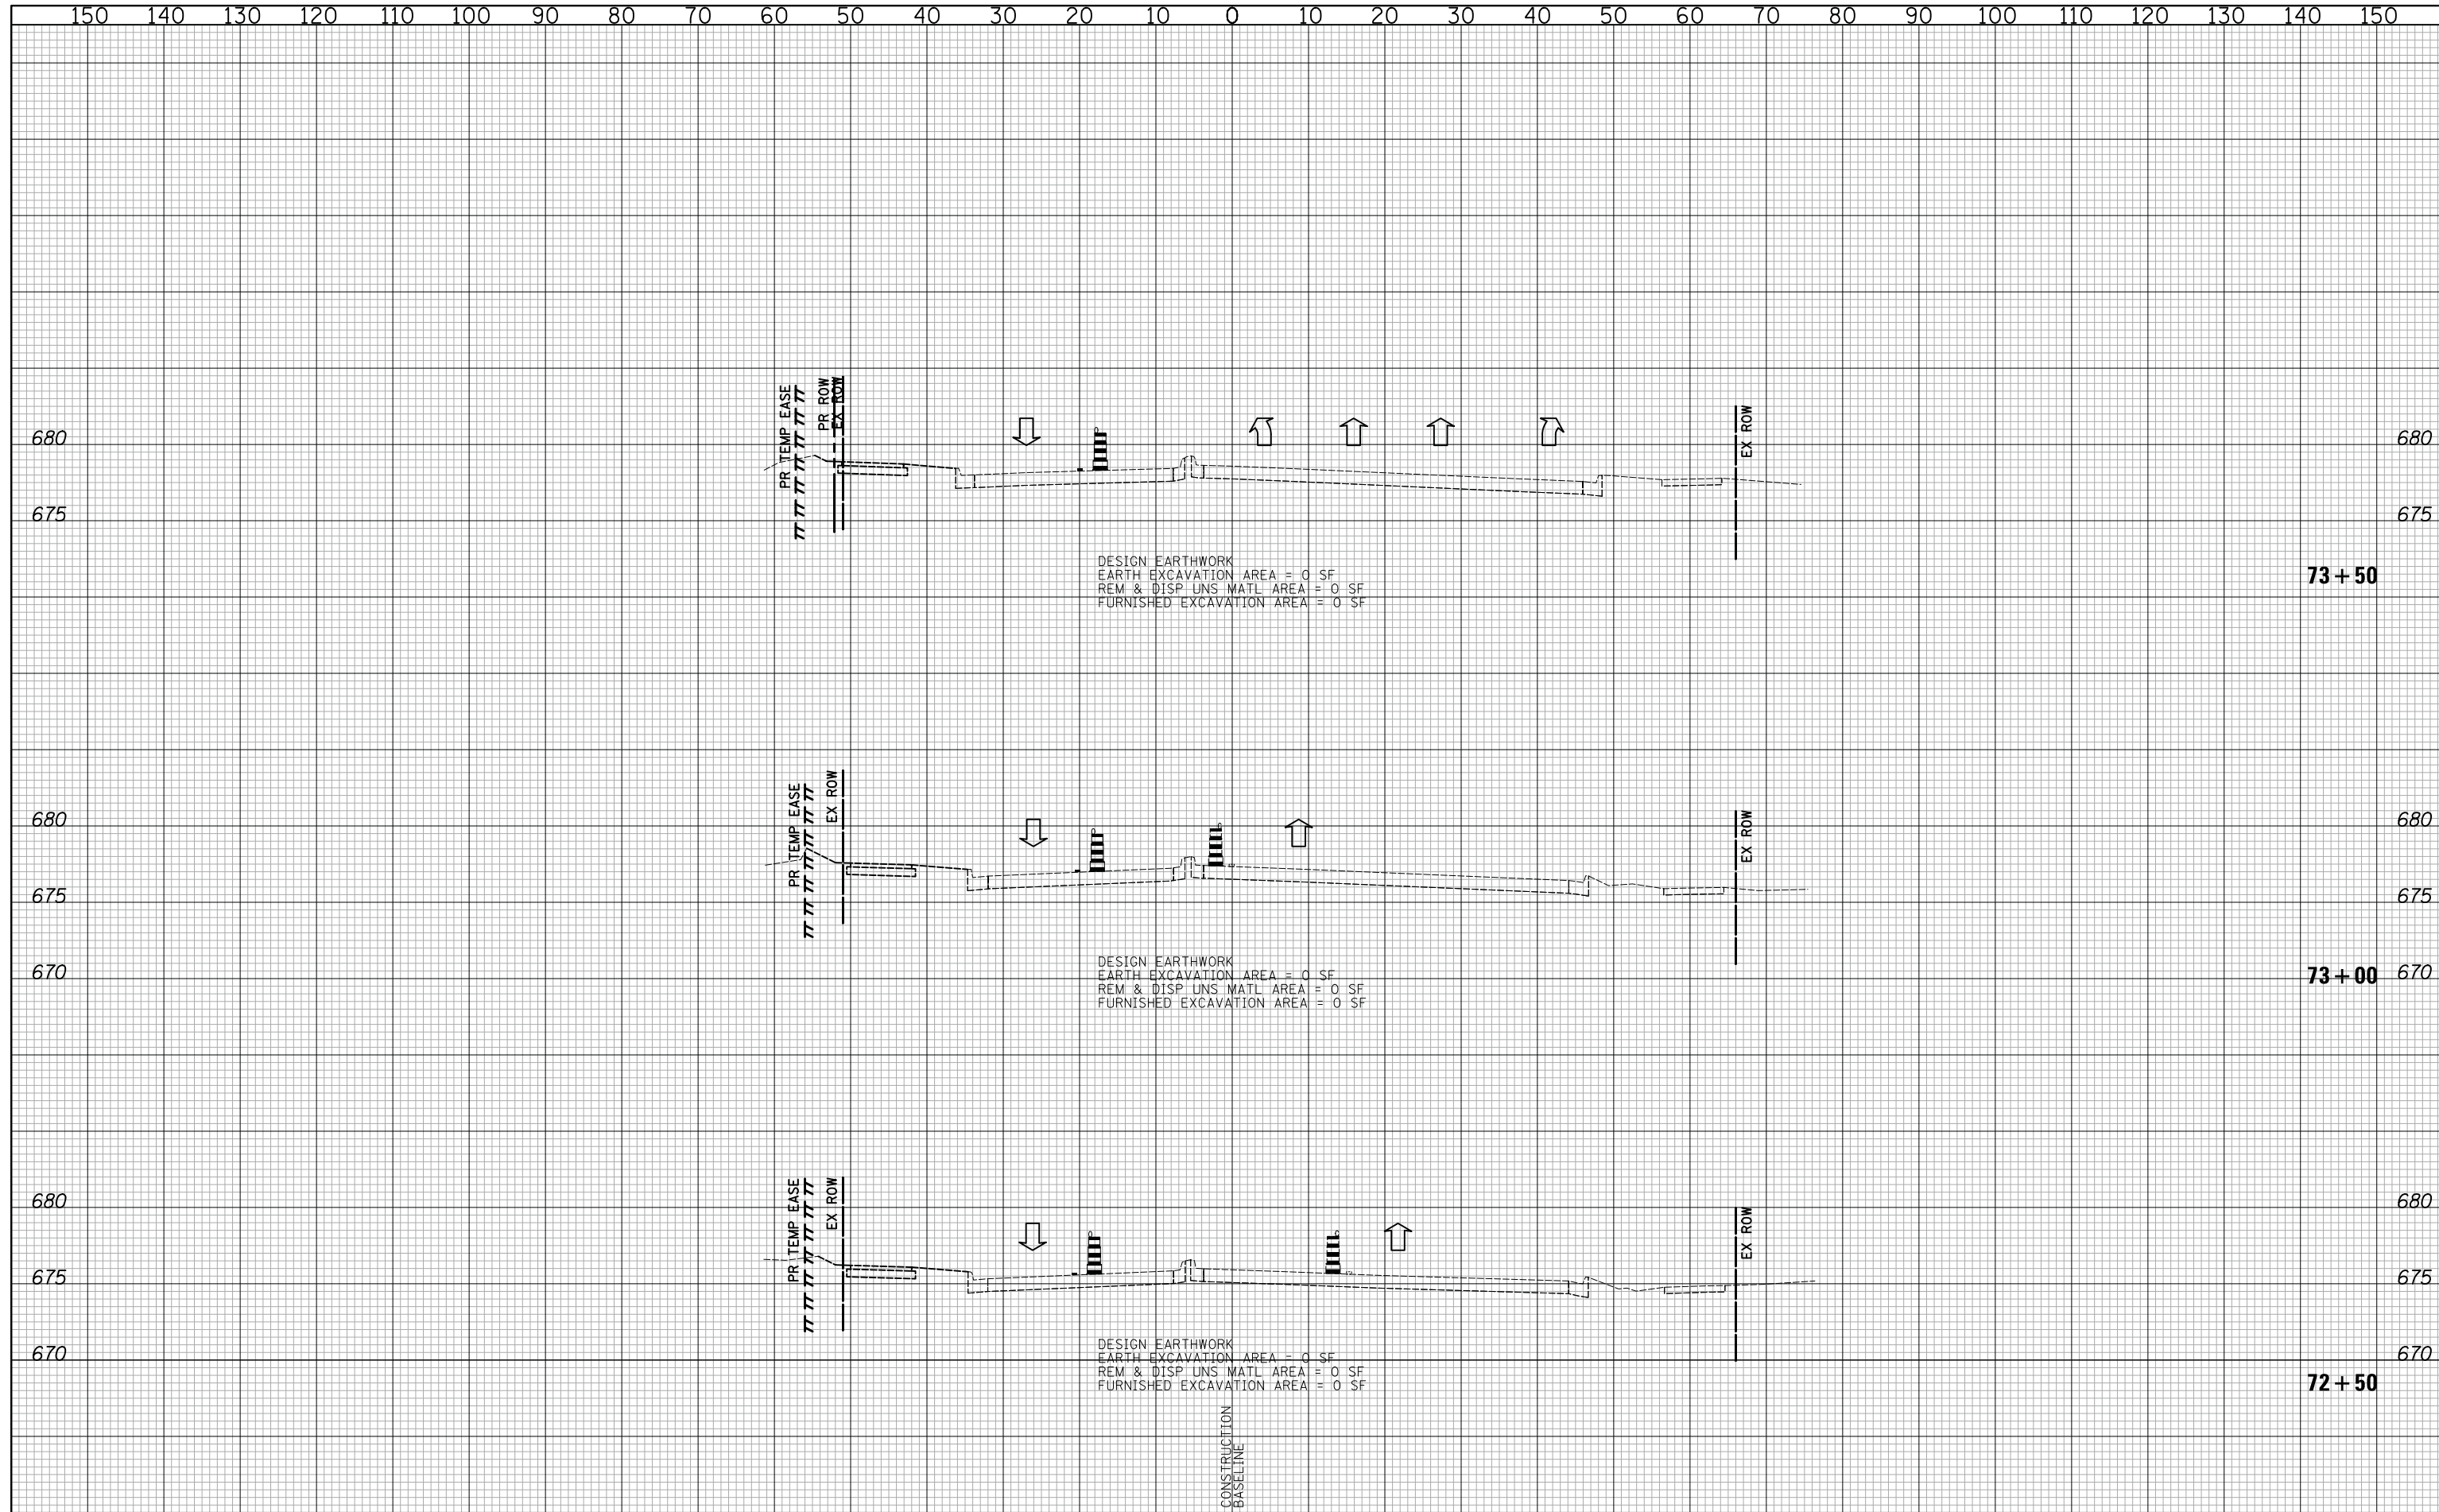 150 140 130 120 110 100 90 80 70 60 50 40 30 20 10 0 10 20 30 40 50 60 70 80 90 100 110 120 130 140 150
PR TEMP EASE
PR ROW
EX ROW
EX ROW
680 680
675 675
DESIGN EARTHWORK
EARTH EXCAVATION AREA = 0 SF
REM & DISP UNS MATL AREA = 0 SF
FURNISHED EXCAVATION AREA = 0 SF
73+50
PR TEMP EASE
EX ROW
EX ROW
680 680
675 675
670 670
DESIGN EARTHWORK
EARTH EXCAVATION AREA = 0 SF
REM & DISP UNS MATL AREA = 0 SF
FURNISHED EXCAVATION AREA = 0 SF
73+00
PR TEMP EASE
EX ROW
EX ROW
680 680
675 675
670 670
DESIGN EARTHWORK
EARTH EXCAVATION AREA = 0 SF
REM & DISP UNS MATL AREA = 0 SF
FURNISHED EXCAVATION AREA = 0 SF
72+50
CONSTRUCTION
BASELINE